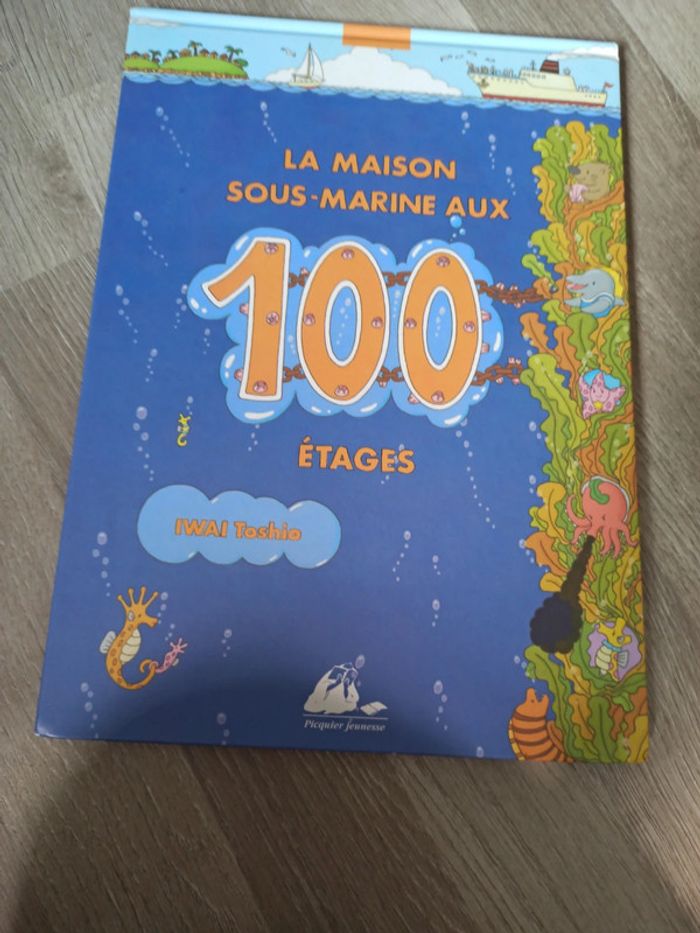 LA MAISON
SOUS-MARINE AUX
100
ÉTAGES
IWAI Toshio
Picquier jeunesse